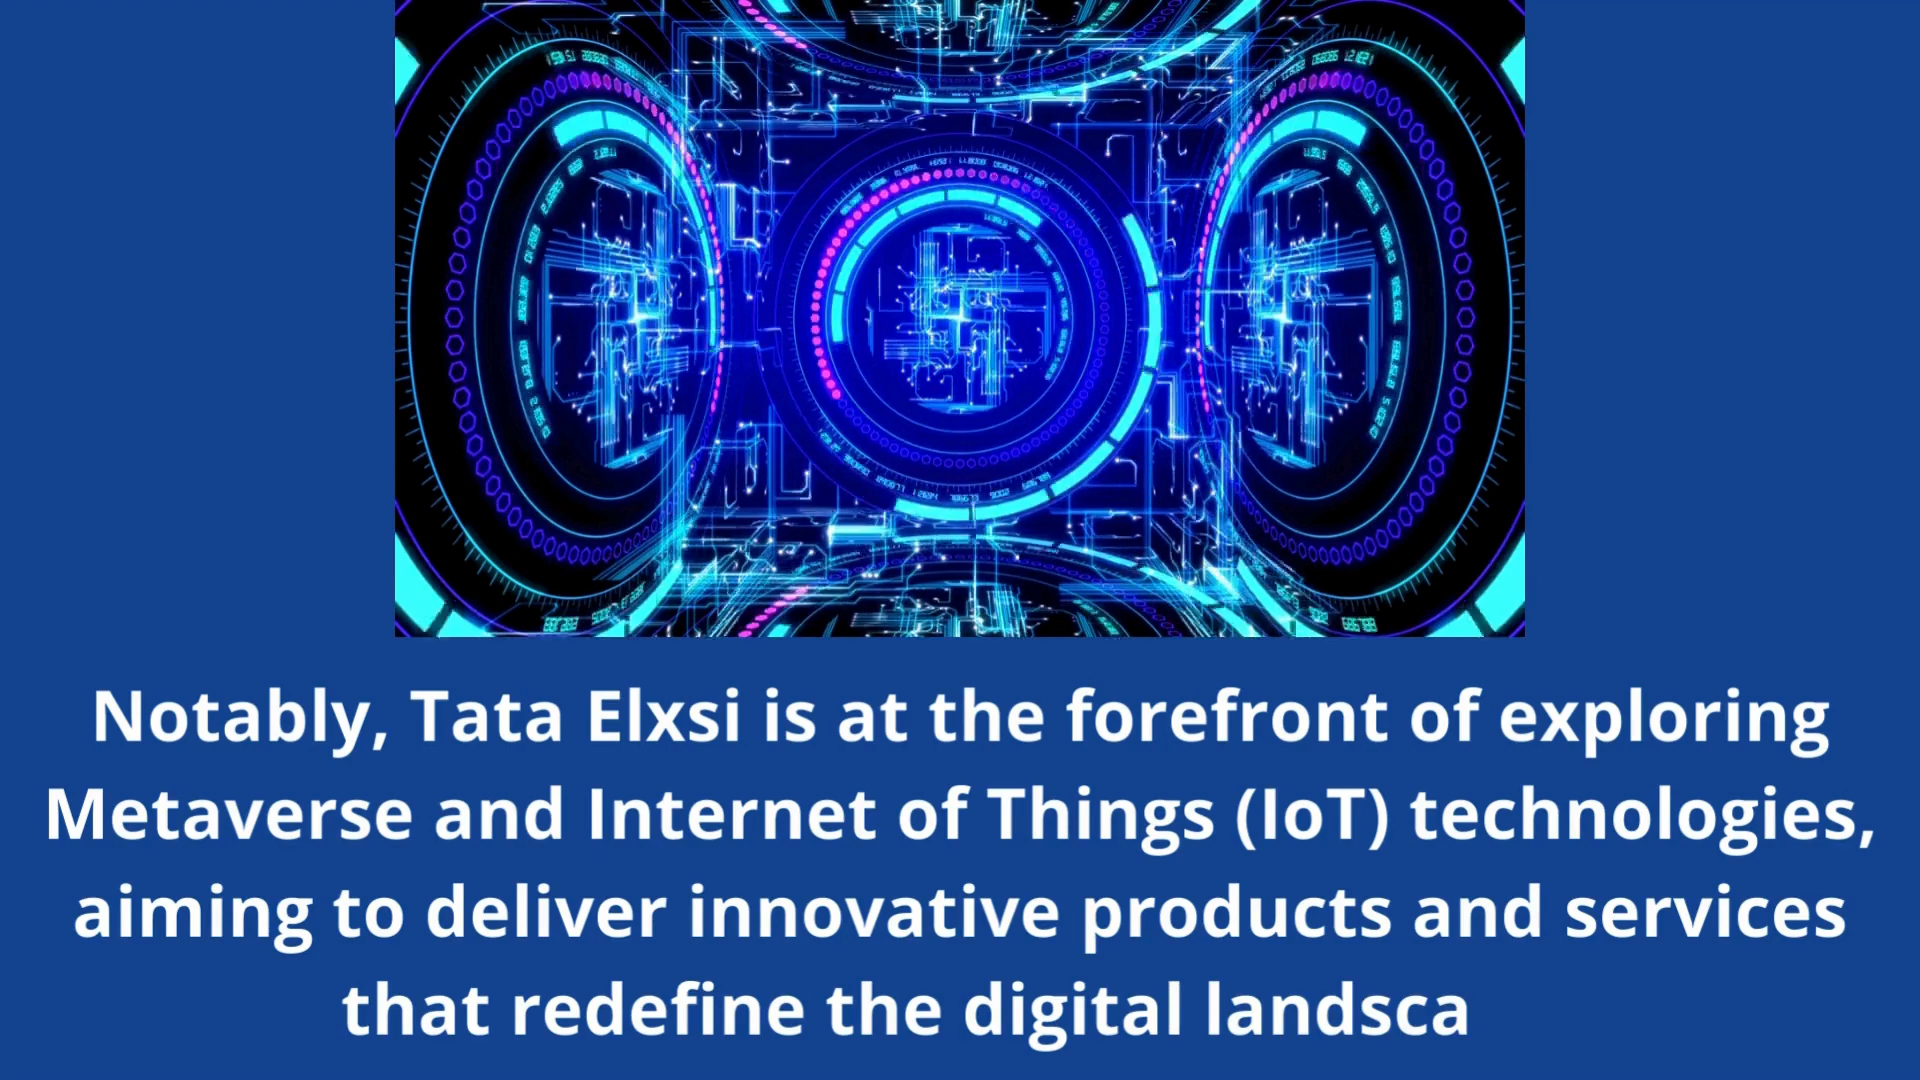 Notably, Tata Elxsi is at the forefront of exploring
Metaverse and Internet of Things (IoT) technologies,
aiming to deliver innovative products and services
that redefine the digital landsca